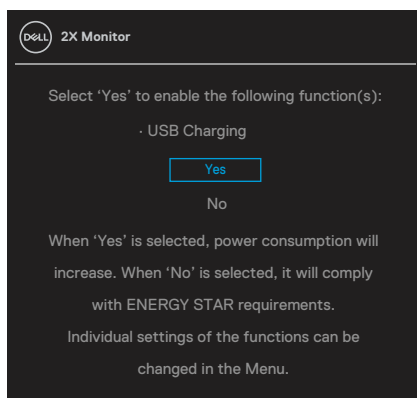 DELL 2X Monitor
Select ‘Yes’ to enable the following function(s):
· USB Charging
Yes
No
When ‘Yes’ is selected, power consumption will
increase. When ‘No’ is selected, it will comply
with ENERGY STAR requirements.
Individual settings of the functions can be
changed in the Menu.